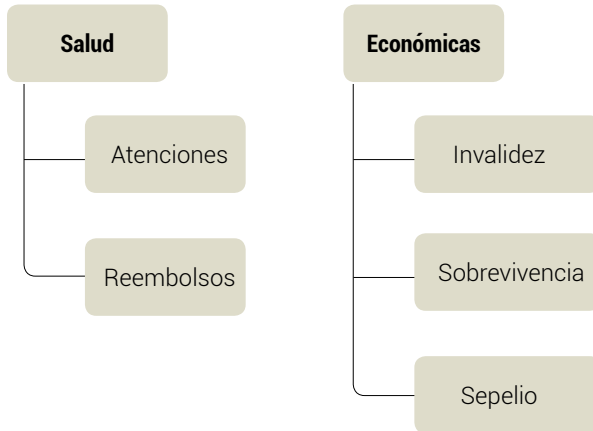 Salud
Atenciones
Reembolsos
Económicas
Invalidez
Sobrevivencia
Sepelio